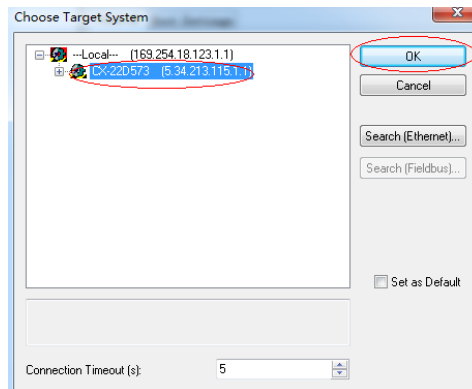 Choose Target System
---Local--- (169.254.18.123.1.1)
CX-22D573 (5.34.213.115.1.1)
OK
Cancel
Search (Ethernet)...
Search (Fieldbus)...
Set as Default
Connection Timeout (s):
5